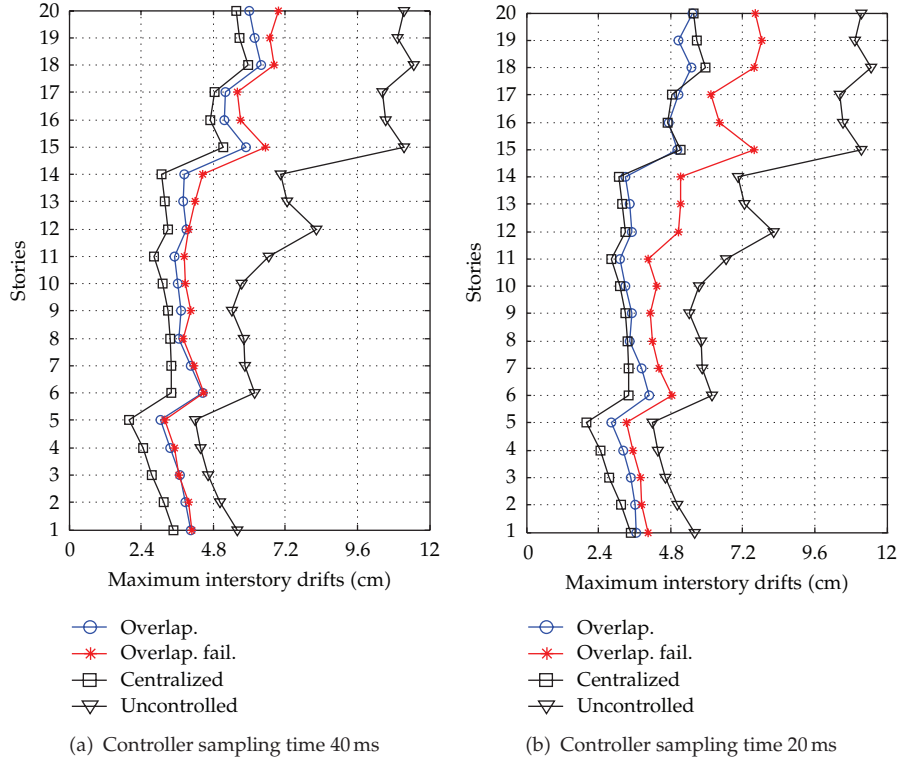 20
19
18
17
16
15
14
13
12
11
10
9
8
7
6
5
4
3
2
1
Stories
0 2.4 4.8 7.2 9.6 12
Maximum interstory drifts (cm)
Overlap.
Overlap. fail.
Centralized
Uncontrolled
(a) Controller sampling time 40 ms
20
19
18
17
16
15
14
13
12
11
10
9
8
7
6
5
4
3
2
1
Stories
0 2.4 4.8 7.2 9.6 12
Maximum interstory drifts (cm)
Overlap.
Overlap. fail.
Centralized
Uncontrolled
(b) Controller sampling time 20 ms